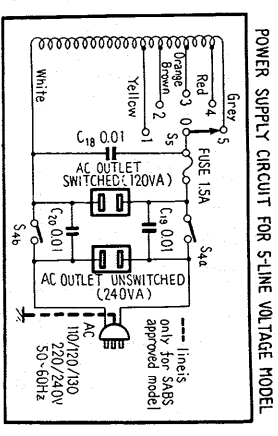 POWER SUPPLY CIRCUIT FOR 5-LINE VOLTAGE MODEL
Grey
Red
Orange
Brown
Yellow
White
5
4
3
2
1
0
S5
FUSE 1.5A
C18 0.01
AC OUTLET
SWITCHED(120VA)
C19 0.01
C20 0.01
S4a
S4b
AC OUTLET UNSWITCHED
(240VA)
AC
110/120/130
220/240V
50~60Hz
line is
only for SABS
approved model